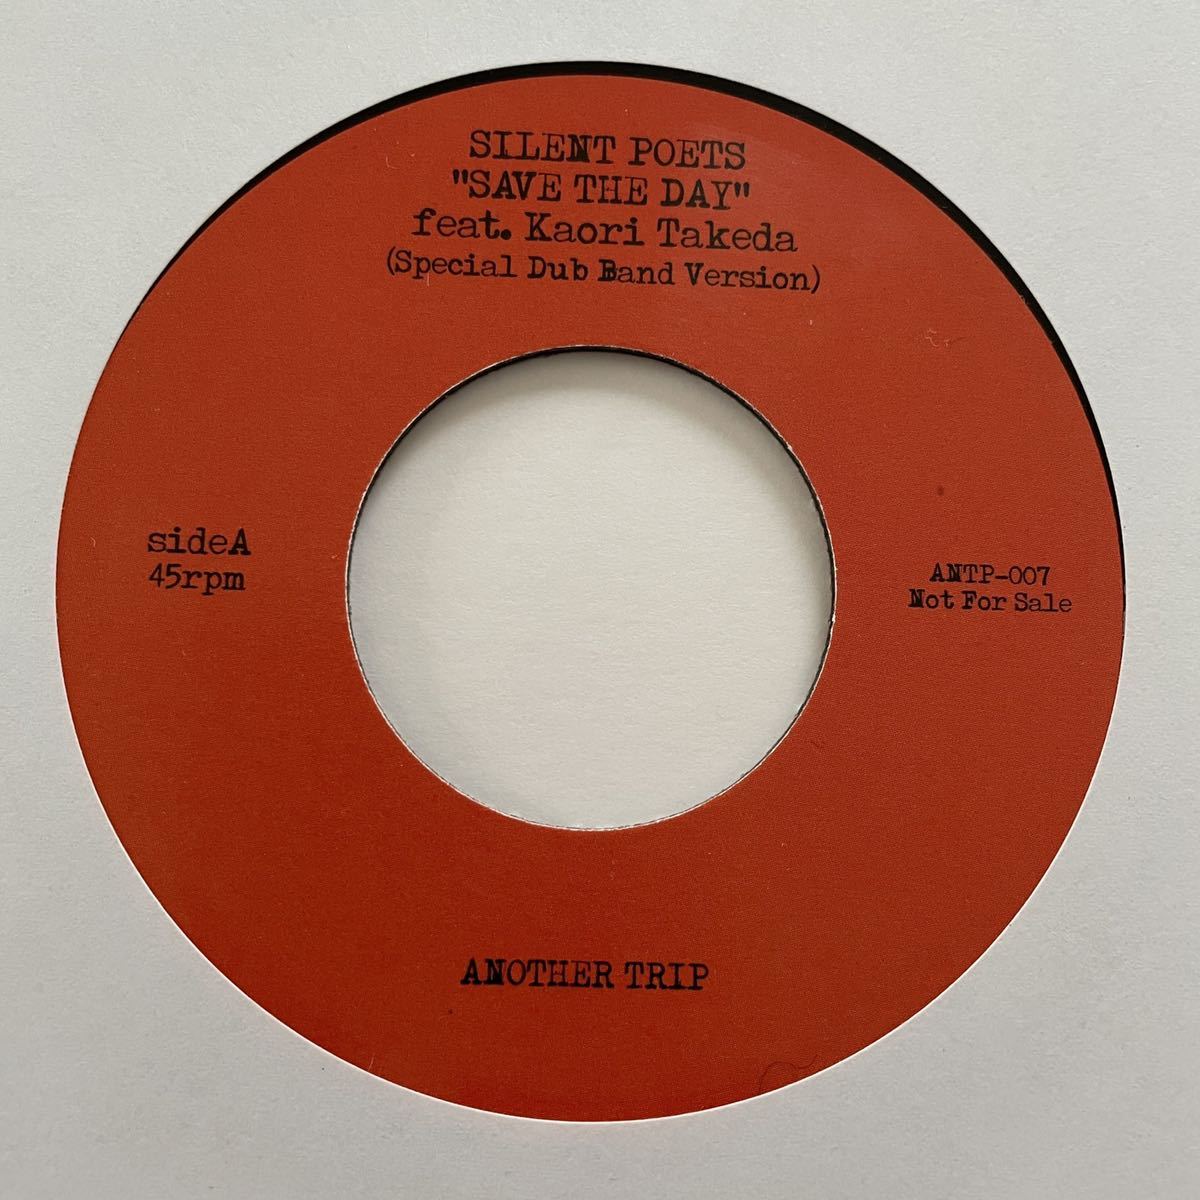 SILENT POETS
"SAVE THE DAY"
feat. Kaori Takeda
(Special Dub Band Version)
sideA
45rpm
ANTP-007
Not For Sale
ANOTHER TRIP